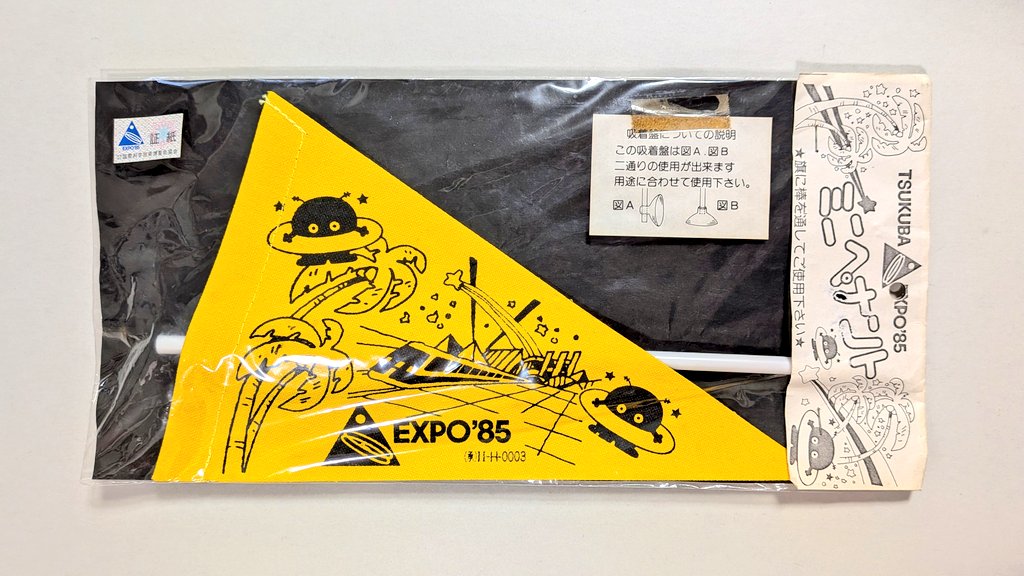 EXPO'85
証紙
吸着盤についての説明
この吸着盤は図A.図B
二通りの使用が出来ます
用途に合わせて使用下さい。
図A
図B
TSUKUBA EXPO'85
ミニペナント
★旗に棒を通してご使用下さい★
EXPO'85